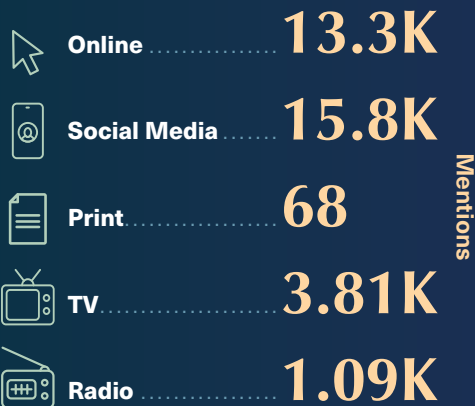 Online ................ 13.3K
Social Media ....... 15.8K
Print .................... 68
TV ........................ 3.81K
Radio .................. 1.09K
Mentions